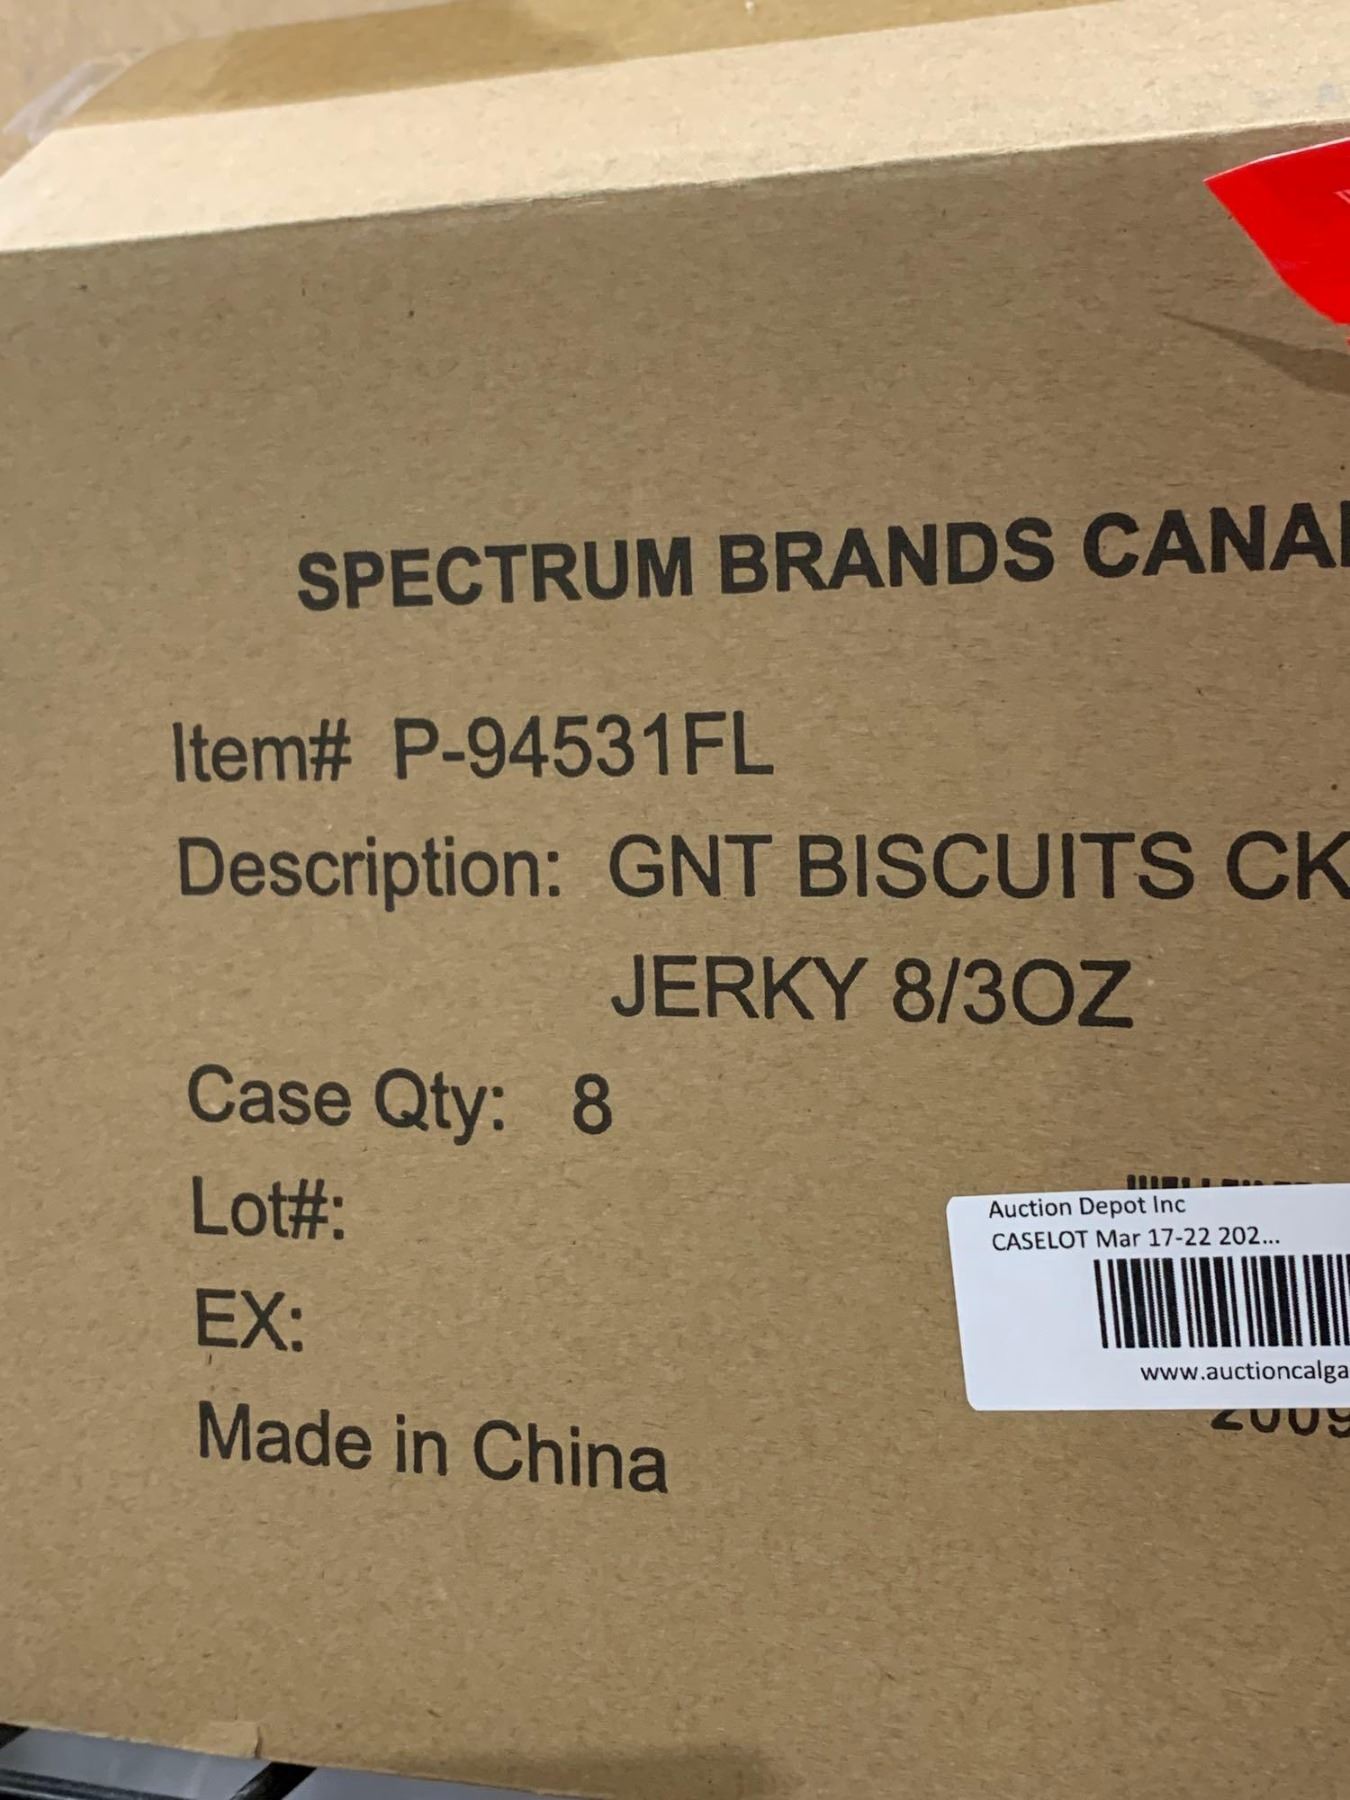 SPECTRUM BRANDS CANA
Item# P-94531FL
Description: GNT BISCUITS CK
JERKY 8/3OZ
Case Qty: 8
Lot#:
EX:
Made in China
Auction Depot Inc
CASELOT Mar 17-22 202...
www.auctioncalga
2009